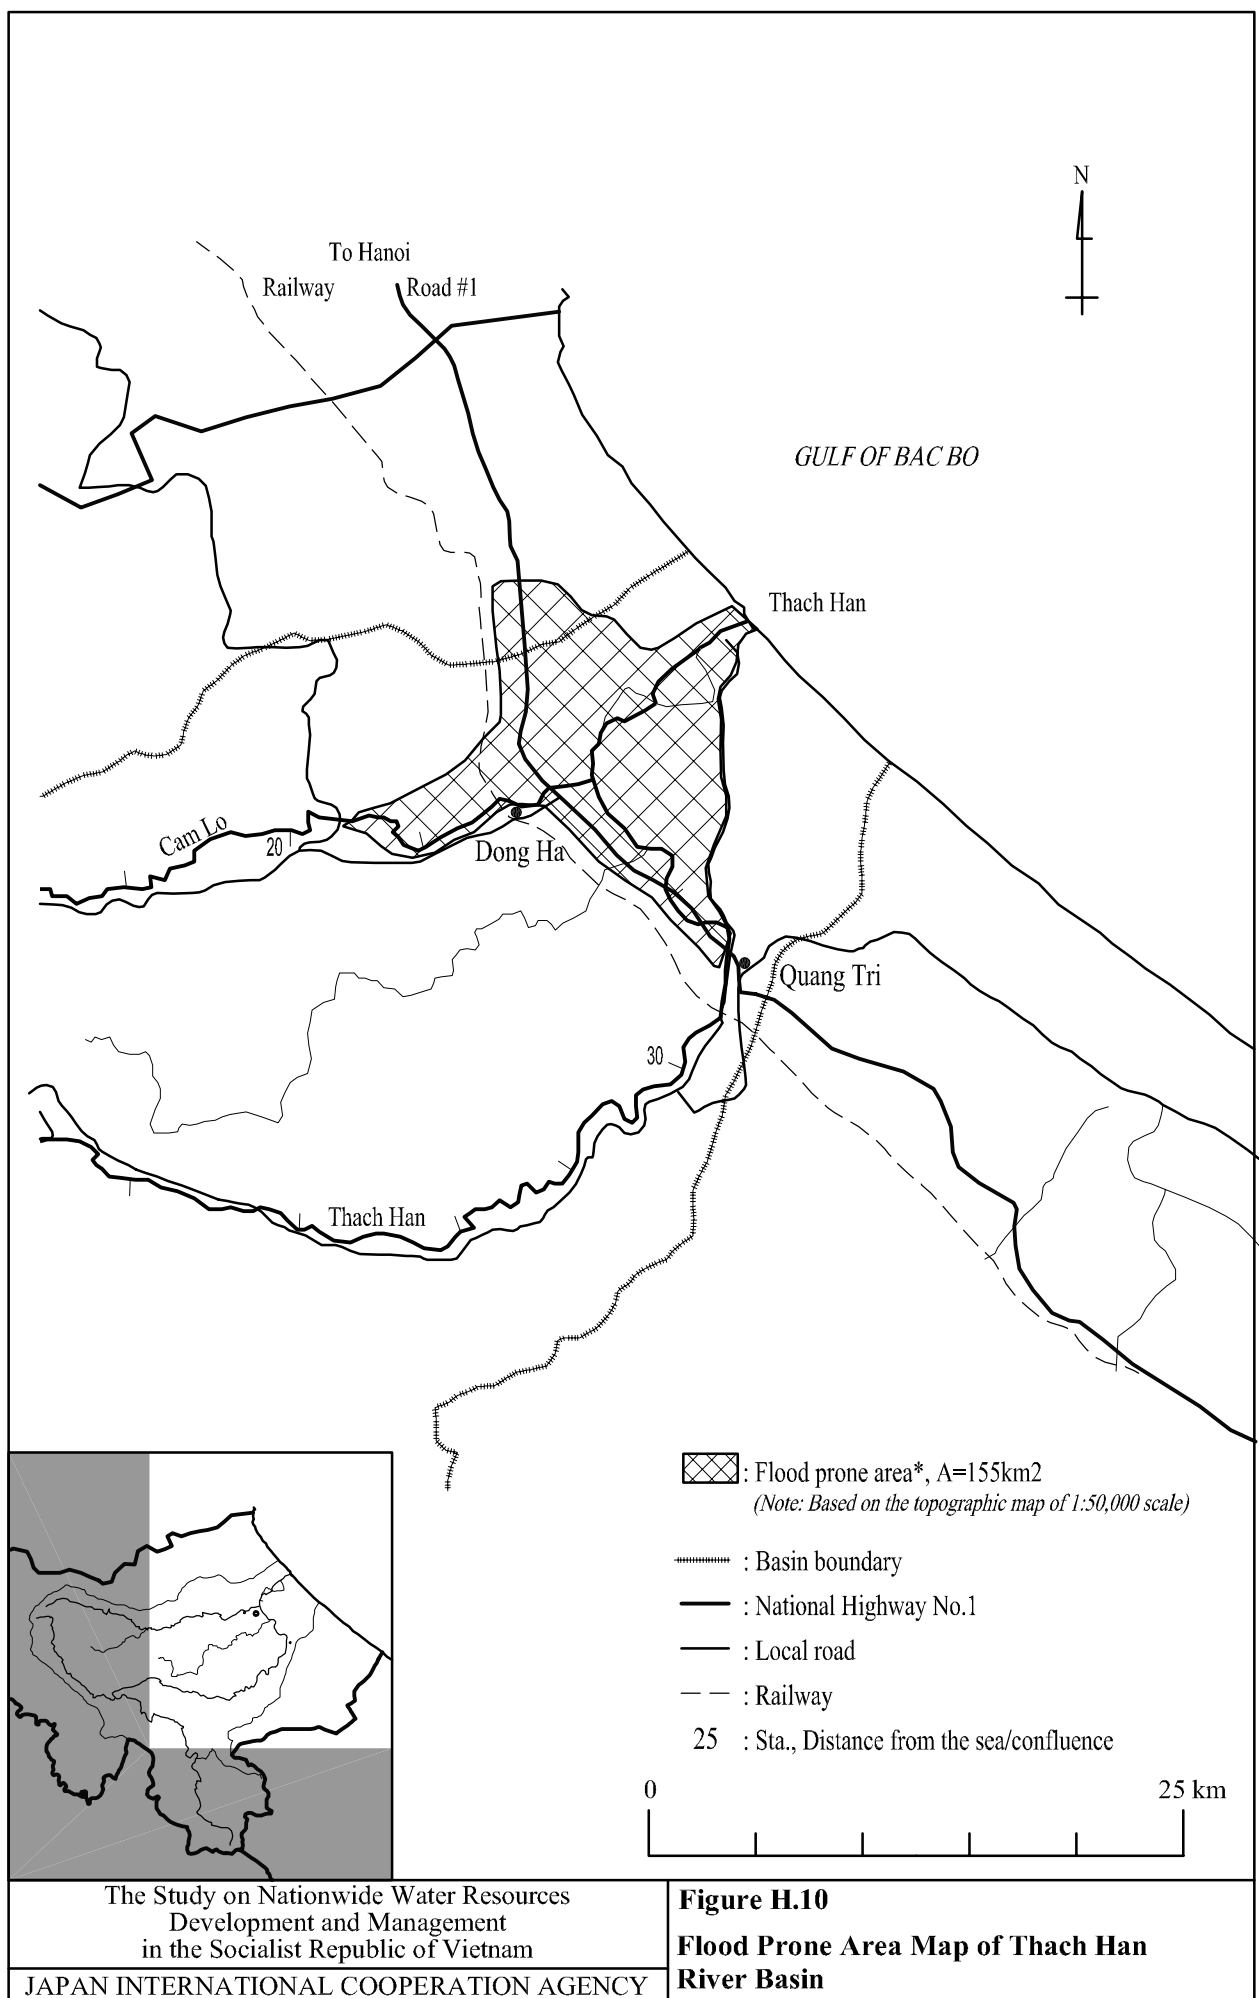 N
To Hanoi
Railway
Road #1
GULF OF BAC BO
Thach Han
Cam Lo
20
Dong Ha
Quang Tri
30
Thach Han
: Flood prone area*, A=155km2
(Note: Based on the topographic map of 1:50,000 scale)
: Basin boundary
: National Highway No.1
: Local road
: Railway
25 : Sta., Distance from the sea/confluence
0 25 km
The Study on Nationwide Water Resources
Development and Management
in the Socialist Republic of Vietnam
JAPAN INTERNATIONAL COOPERATION AGENCY
Figure H.10
Flood Prone Area Map of Thach Han
River Basin